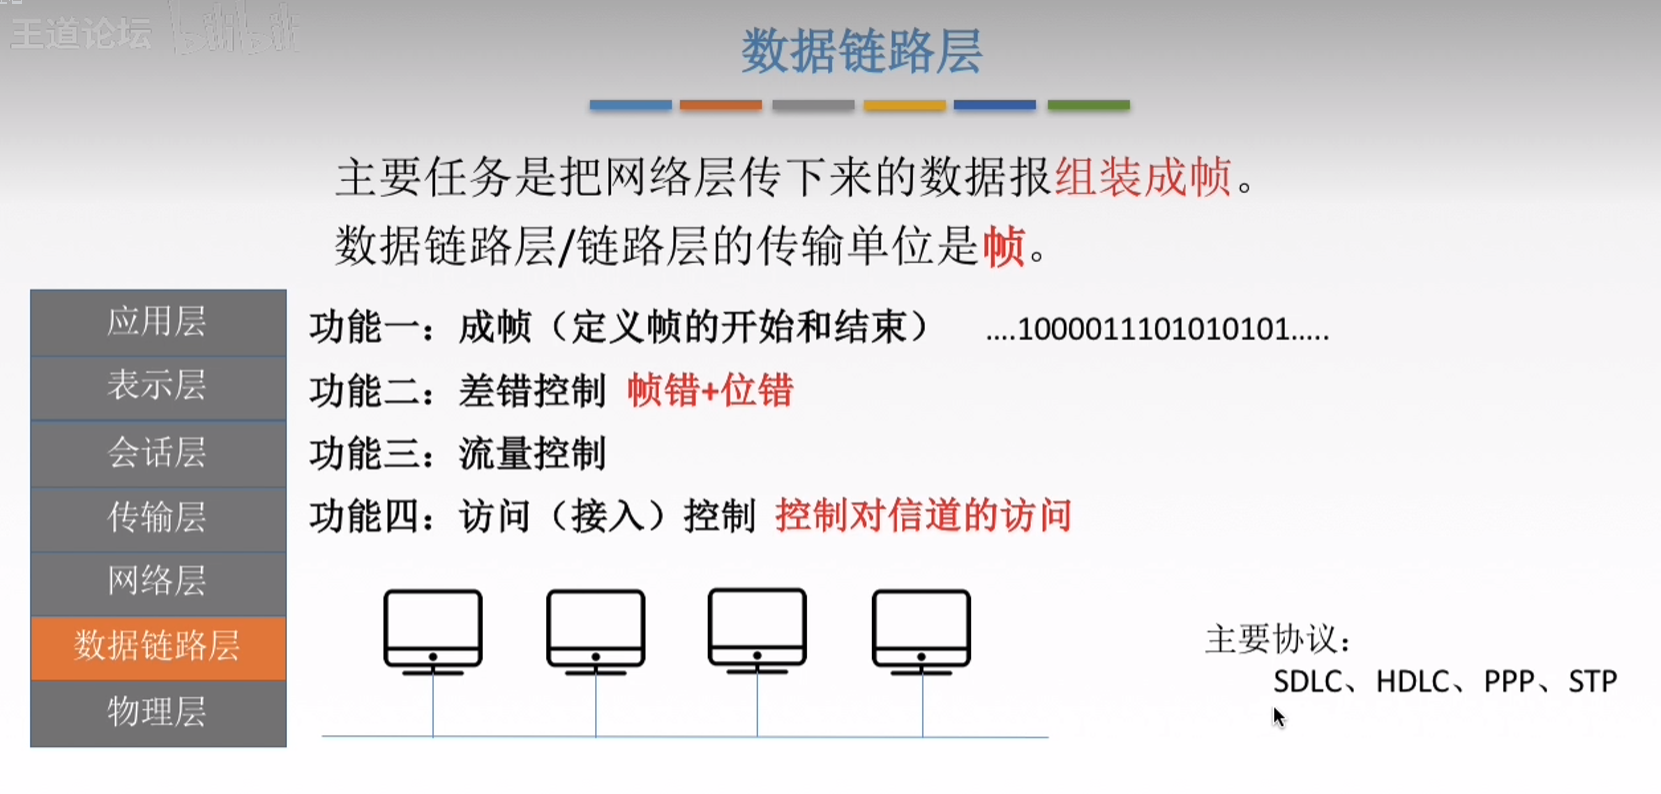 王道论坛 bilibili
数据链路层
主要任务是把网络层传下来的数据报组装成帧。
数据链路层/链路层的传输单位是帧。
应用层
表示层
会话层
传输层
网络层
数据链路层
物理层
功能一：成帧（定义帧的开始和结束） ....1000011101010101.....
功能二：差错控制 帧错+位错
功能三：流量控制
功能四：访问（接入）控制 控制对信道的访问
主要协议：
SDLC、HDLC、PPP、STP